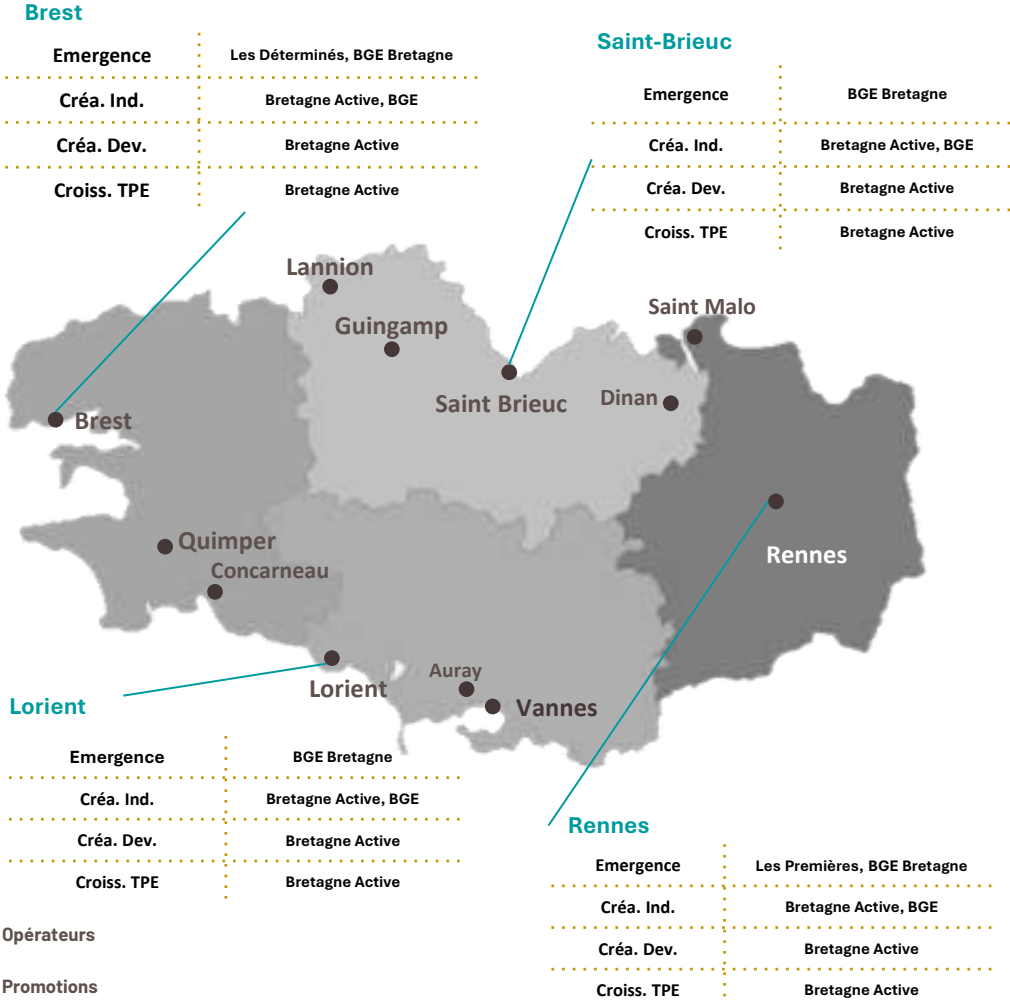 Brest
Emergence Les Déterminés, BGE Bretagne
Créa. Ind. Bretagne Active, BGE
Créa. Dev. Bretagne Active
Croiss. TPE Bretagne Active
Saint-Brieuc
Emergence BGE Bretagne
Créa. Ind. Bretagne Active, BGE
Créa. Dev. Bretagne Active
Croiss. TPE Bretagne Active
Lannion
Saint Malo
Guingamp
Dinan
Saint Brieuc
Brest
Quimper
Rennes
Concarneau
Auray
Lorient
Vannes
Lorient
Emergence BGE Bretagne
Créa. Ind. Bretagne Active, BGE
Créa. Dev. Bretagne Active
Croiss. TPE Bretagne Active
Rennes
Emergence Les Premières, BGE Bretagne
Créa. Ind. Bretagne Active, BGE
Créa. Dev. Bretagne Active
Croiss. TPE Bretagne Active
Opérateurs
Promotions